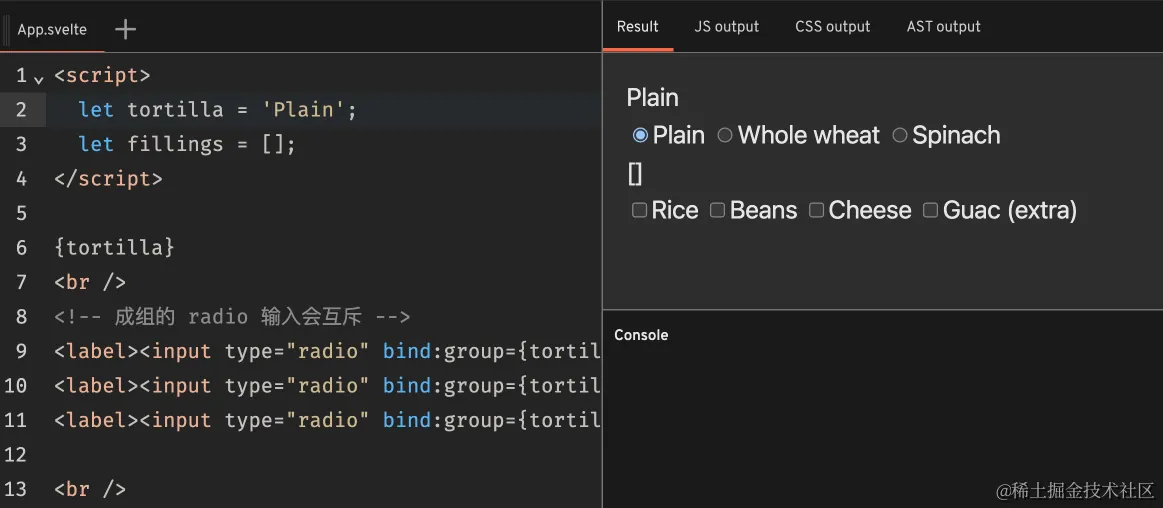 App.svelte +
Result JS output CSS output AST output
1 <script>
2 let tortilla = 'Plain';
3 let fillings = [];
4 </script>
5
6 {tortilla}
7 <br />
8 <!-- 成组的 radio 输入会互斥 -->
9 <label><input type="radio" bind:group={tortil
10 <label><input type="radio" bind:group={tortil
11 <label><input type="radio" bind:group={tortil
12
13 <br />
Plain
Plain Whole wheat Spinach
[]
Rice Beans Cheese Guac (extra)
Console
@稀土掘金技术社区